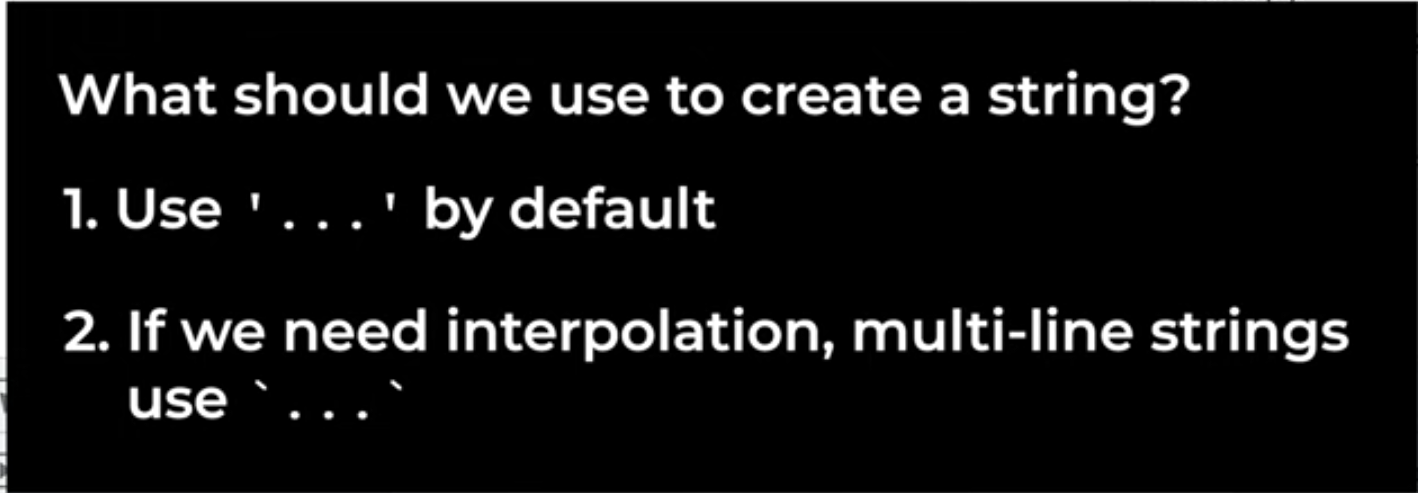 What should we use to create a string?
1. Use '...' by default
2. If we need interpolation, multi-line strings
use `...`